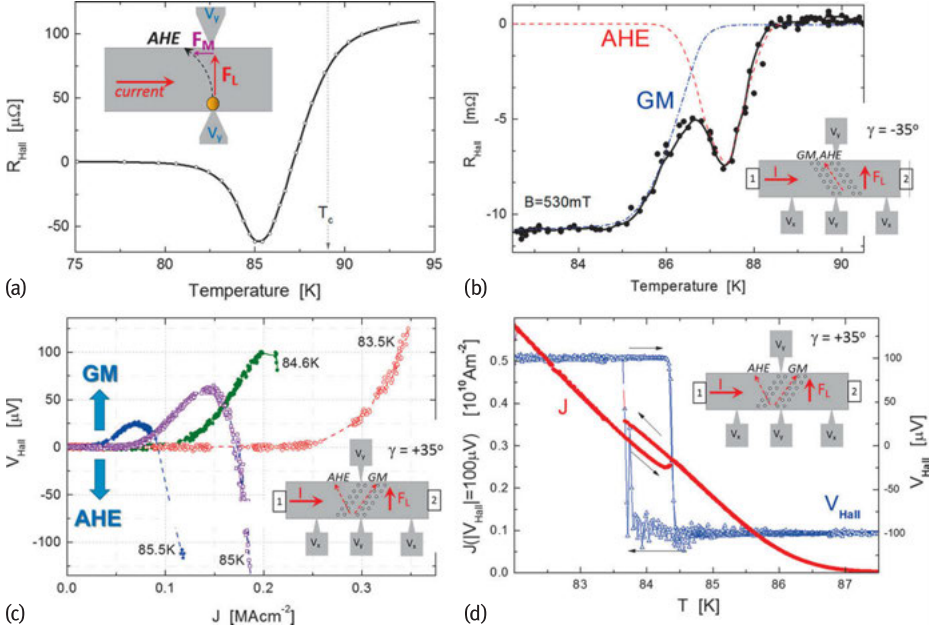 100
50
0
-50
R_Hall [μΩ]
V_y
AHE
F_M
F_L
current
V_y
T_c
75 80 85 90 95
Temperature [K]
(a)
0
-5
-10
R_Hall [mΩ]
AHE
GM
γ = -35°
V_y
GM,AHE
1 I F_L 2
V_x V_y V_x
B=530mT
84 86 88 90
Temperature [K]
(b)
100
50
0
-50
-100
V_Hall [μV]
GM
AHE
83.5K
84.6K
85.5K
85K
γ = +35°
V_y
AHE GM
1 I F_L 2
V_x V_y V_x
0.0 0.1 0.2 0.3
J [MAcm⁻²]
(c)
0.5
0.4
0.3
0.2
0.1
0.0
J(|V_Hall|=100μV) [10¹⁰Am⁻²]
J
γ = +35°
V_y
AHE GM
1 I F_L 2
V_x V_y V_x
V_Hall
100
50
0
-50
-100
V_Hall [μV]
83 84 85 86 87
T [K]
(d)